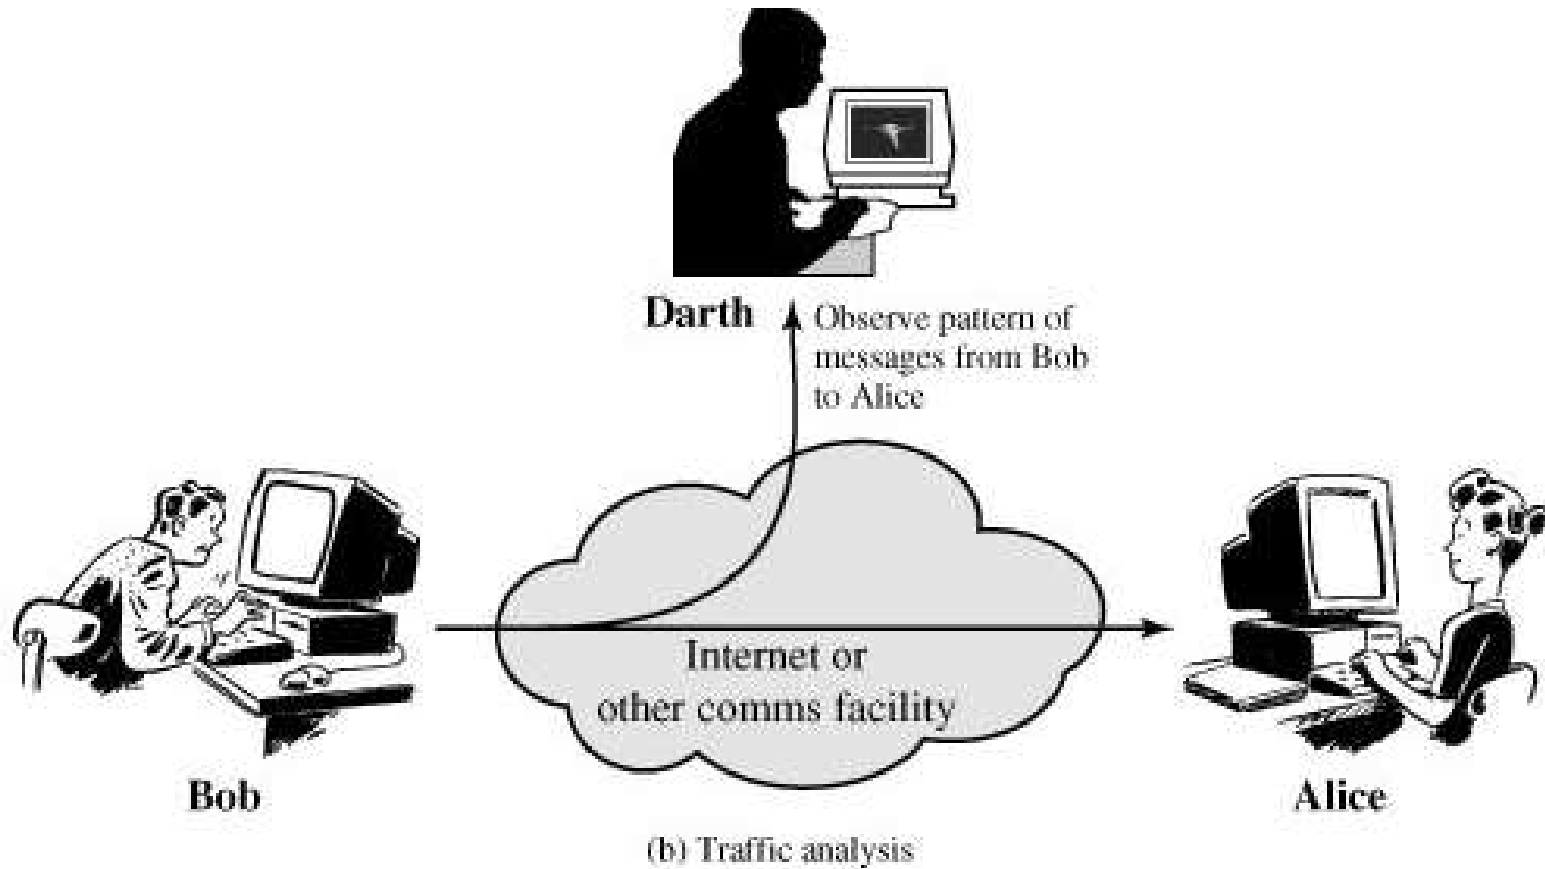 Darth
Observe pattern of
messages from Bob
to Alice
Internet or
other comms facility
Bob
Alice
(b) Traffic analysis